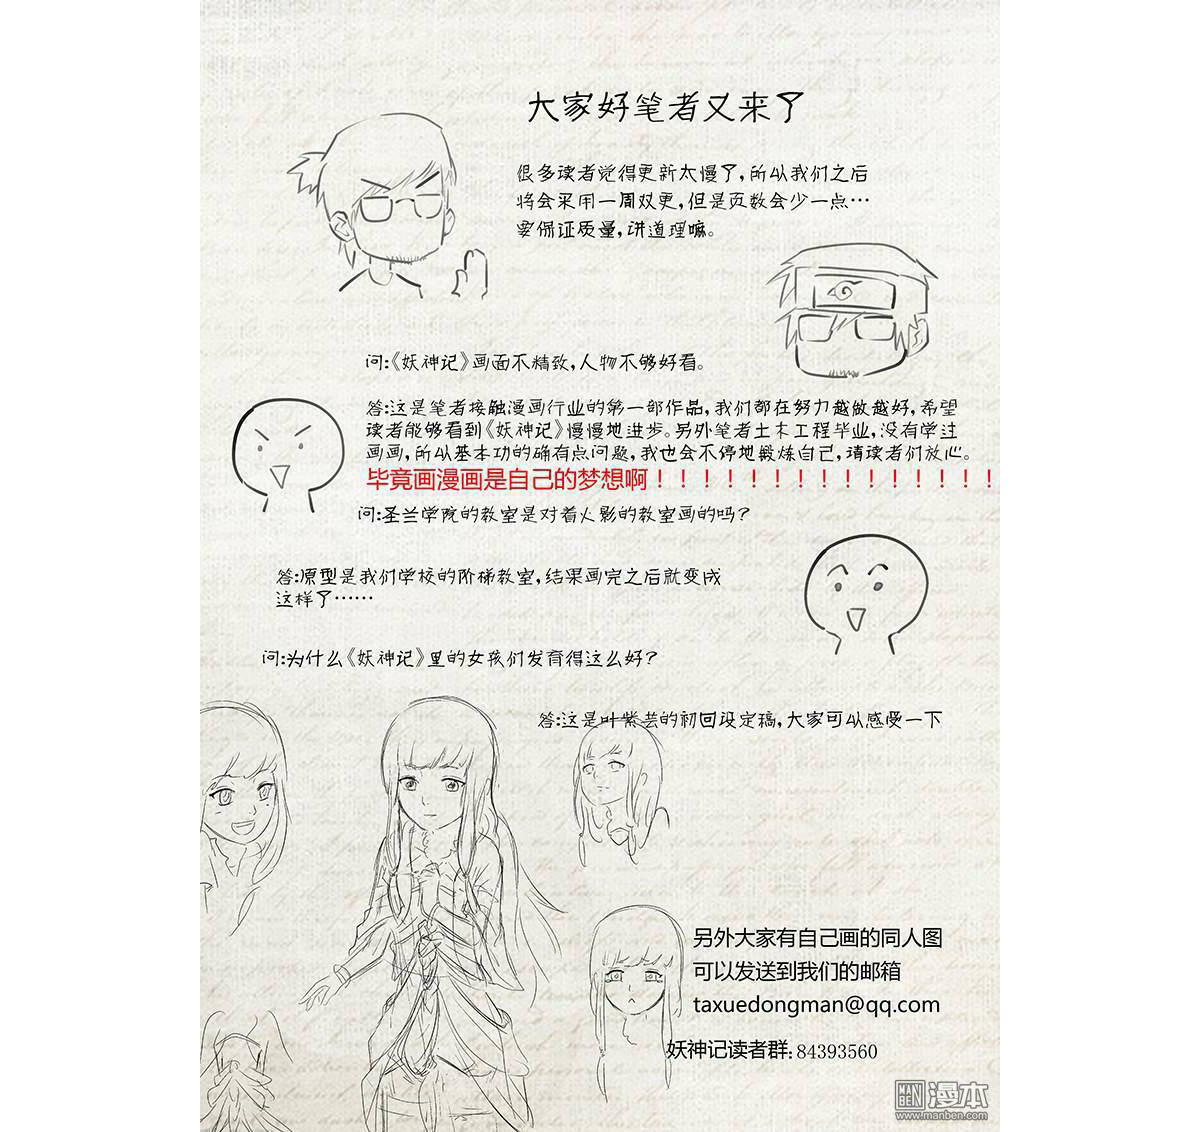 大家好笔者又来了
很多读者觉得更新太慢了,所以我们之后
将会采用一周双更,但是页数会少一点…
要保证质量,讲道理嘛。
问:《妖神记》画面不精致,人物不够好看。
答:这是笔者接触漫画行业的第一部作品,我们都在努力越做越好,希望
读者能够看到《妖神记》慢慢地进步。另外笔者土木工程毕业,没有学过
画画,所以基本功的确有点问题,我也会不停地锻炼自己,请读者们放心。
毕竟画漫画是自己的梦想啊！！！！！！！！！！！！！！！
问:圣兰学院的教室是对着火影的教室画的吗?
答:原型是我们学校的阶梯教室,结果画完之后就变成
这样了……
问:为什么《妖神记》里的女孩们发育得这么好?
答:这是叶紫芸的初回设定稿,大家可以感受一下
另外大家有自己画的同人图
可以发送到我们的邮箱
taxuedongman@qq.com
妖神记读者群:84393560
MANBEN 漫本
www.manben.com